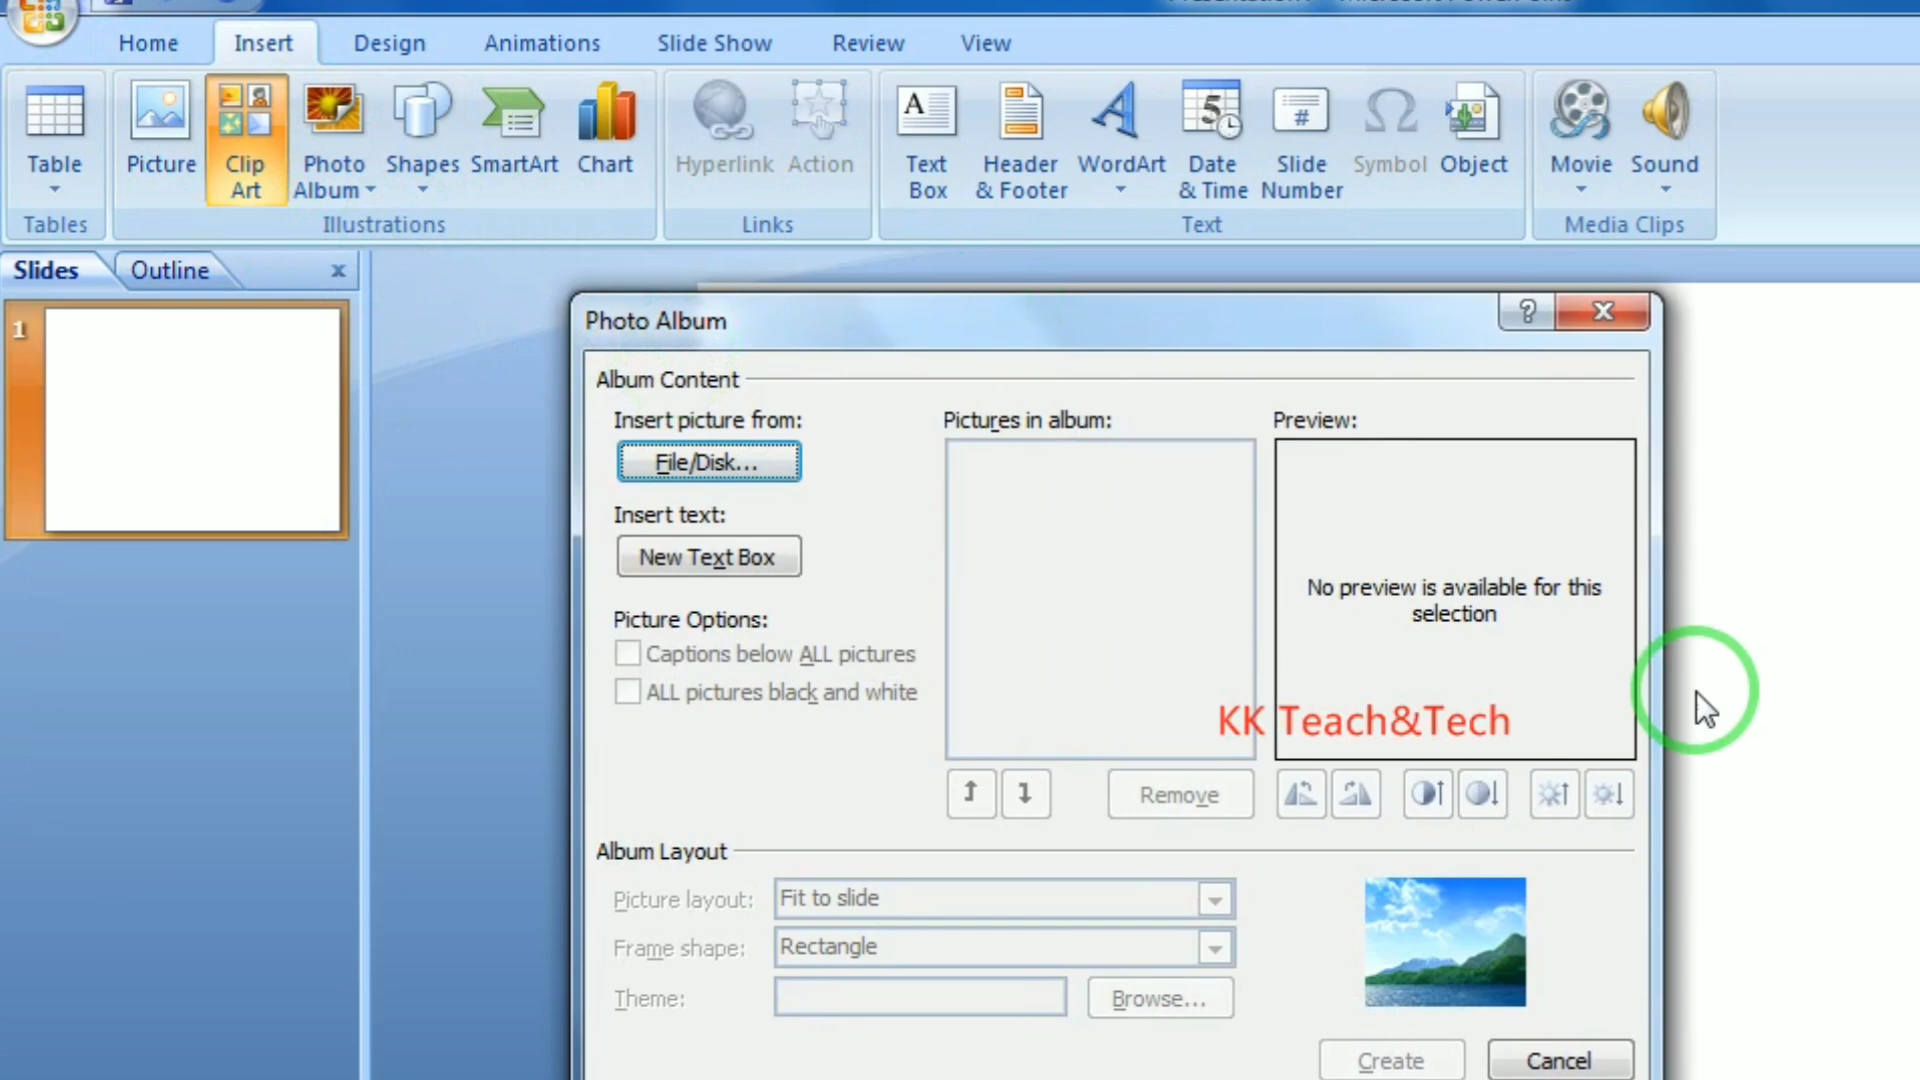 Home Insert Design Animations Slide Show Review View
Table Picture Clip Art Photo Album Shapes SmartArt Chart Hyperlink Action Text Box Header & Footer WordArt Date & Time Slide Number Symbol Object Movie Sound
Tables Illustrations Links Text Media Clips
Slides Outline x
1
Photo Album
Album Content
Insert picture from: Pictures in album: Preview:
File/Disk...
Insert text:
New Text Box
No preview is available for this
selection
Picture Options:
Captions below ALL pictures
ALL pictures black and white
KK Teach&Tech
Remove
Album Layout
Picture layout: Fit to slide
Frame shape: Rectangle
Theme: Browse...
Create Cancel